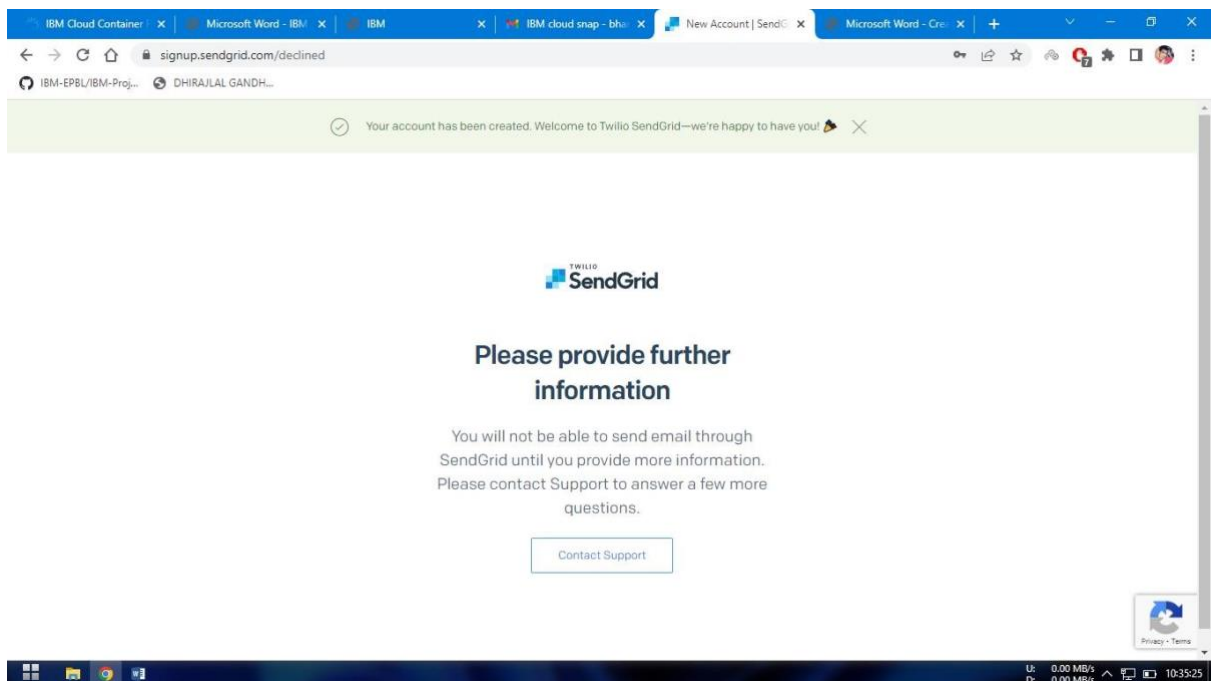 IBM Cloud Container
Microsoft Word - IBM
IBM
IBM cloud snap - bha
New Account | SendG
Microsoft Word - Cre
signup.sendgrid.com/declined
7
IBM-EPBL/IBM-Proj...
DHIRAJLAL GANDH...
Your account has been created. Welcome to Twilio SendGrid—we're happy to have you!
TWILIO
SendGrid
Please provide further
information
You will not be able to send email through
SendGrid until you provide more information.
Please contact Support to answer a few more
questions.
Contact Support
Privacy - Terms
U: 0.00 MB/s
D: 0.00 MB/s
10:35:25